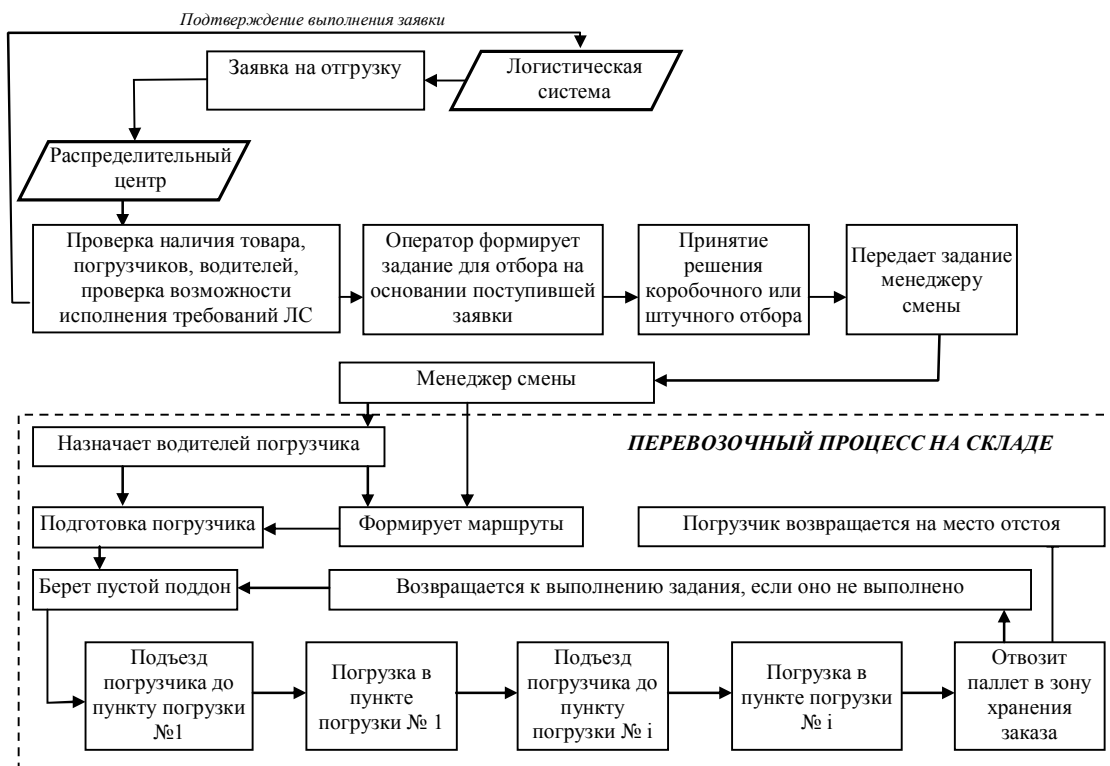 Подтверждение выполнения заявки
Заявка на отгрузку
Логистическая
система
Распределительный
центр
Проверка наличия товара,
погрузчиков, водителей,
проверка возможности
исполнения требований ЛС
Оператор формирует
задание для отбора на
основании поступившей
заявки
Принятие
решения
коробочного или
штучного отбора
Передает задание
менеджеру
смены
Менеджер смены
Назначает водителей погрузчика
ПЕРЕВОЗОЧНЫЙ ПРОЦЕСС НА СКЛАДЕ
Подготовка погрузчика
Формирует маршруты
Погрузчик возвращается на место отстоя
Берет пустой поддон
Возвращается к выполнению задания, если оно не выполнено
Подъезд
погрузчика до
пункту погрузки
№1
Погрузка в
пункте
погрузки № 1
Подъезд
погрузчика до
пункту
погрузки № i
Погрузка в
пункте погрузки
№ i
Отвозит
паллет в зону
хранения
заказа